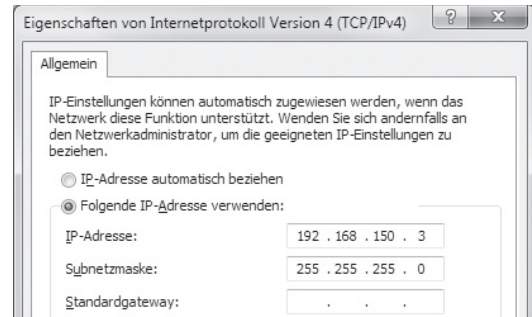 Eigenschaften von Internetprotokoll Version 4 (TCP/IPv4)
Allgemein
IP-Einstellungen können automatisch zugewiesen werden, wenn das
Netzwerk diese Funktion unterstützt. Wenden Sie sich andernfalls an
den Netzwerkadministrator, um die geeigneten IP-Einstellungen zu
beziehen.
IP-Adresse automatisch beziehen
Folgende IP-Adresse verwenden:
IP-Adresse: 192 . 168 . 150 . 3
Subnetzmaske: 255 . 255 . 255 . 0
Standardgateway: . . .